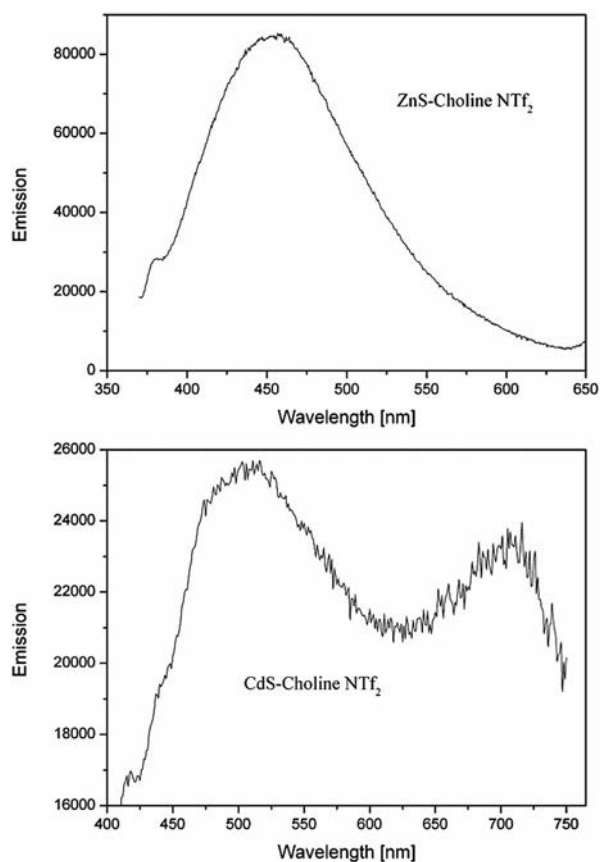 80000
60000
40000
20000
0
Emission
ZnS-Choline NTf₂
350 400 450 500 550 600 650
Wavelength [nm]
26000
24000
22000
20000
18000
16000
Emission
CdS-Choline NTf₂
400 450 500 550 600 650 700 750
Wavelength [nm]